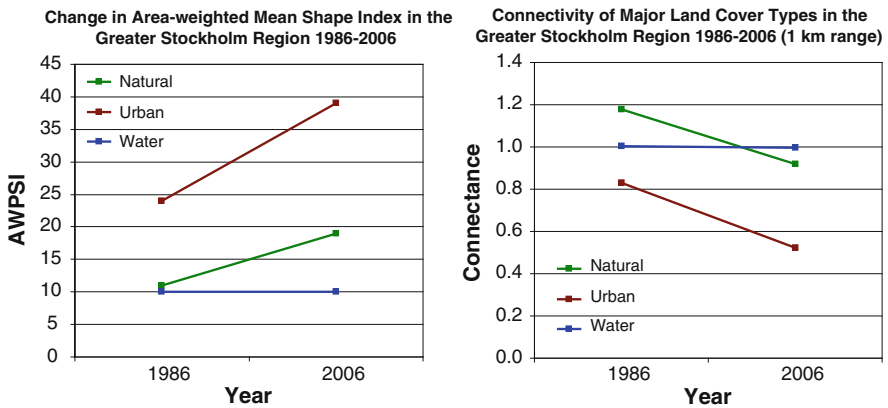 Change in Area-weighted Mean Shape Index in the
Greater Stockholm Region 1986-2006
45
40
35
30
25
20
15
10
5
0
AWPSI
Natural
Urban
Water
1986
2006
Year
Connectivity of Major Land Cover Types in the
Greater Stockholm Region 1986-2006 (1 km range)
1.4
1.2
1.0
0.8
0.6
0.4
0.2
0.0
Connectance
Natural
Urban
Water
1986
2006
Year